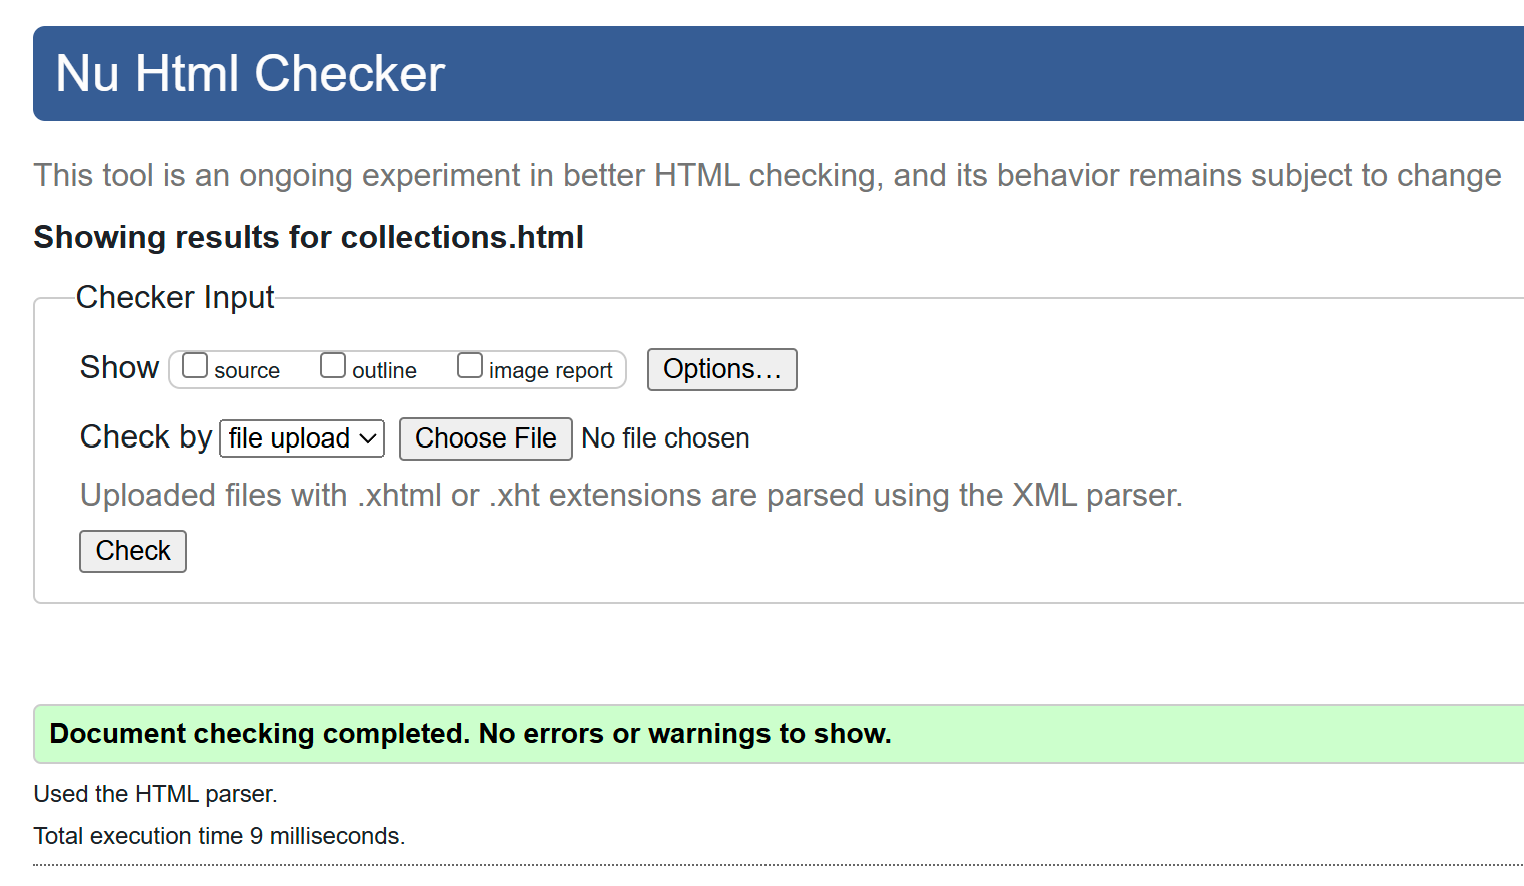 Nu Html Checker
This tool is an ongoing experiment in better HTML checking, and its behavior remains subject to change
Showing results for collections.html
Checker Input
Show source outline image report Options…
Check by file upload Choose File No file chosen
Uploaded files with .xhtml or .xht extensions are parsed using the XML parser.
Check
Document checking completed. No errors or warnings to show.
Used the HTML parser.
Total execution time 9 milliseconds.